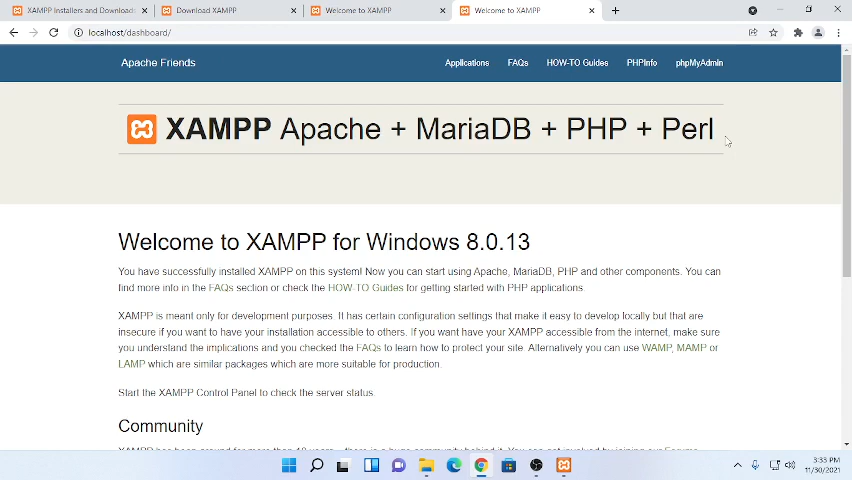 XAMPP Installers and Downloads
Download XAMPP
Welcome to XAMPP
Welcome to XAMPP
localhost/dashboard/
Apache Friends
Applications
FAQs
HOW-TO Guides
PHPInfo
phpMyAdmin
XAMPP Apache + MariaDB + PHP + Perl
Welcome to XAMPP for Windows 8.0.13
You have successfully installed XAMPP on this system! Now you can start using Apache, MariaDB, PHP and other components. You can
find more info in the FAQs section or check the HOW-TO Guides for getting started with PHP applications.
XAMPP is meant only for development purposes. It has certain configuration settings that make it easy to develop locally but that are
insecure if you want to have your installation accessible to others. If you want have your XAMPP accessible from the internet, make sure
you understand the implications and you checked the FAQs to learn how to protect your site. Alternatively you can use WAMP, MAMP or
LAMP which are similar packages which are more suitable for production.
Start the XAMPP Control Panel to check the server status.
Community
3:33 PM
11/30/2021